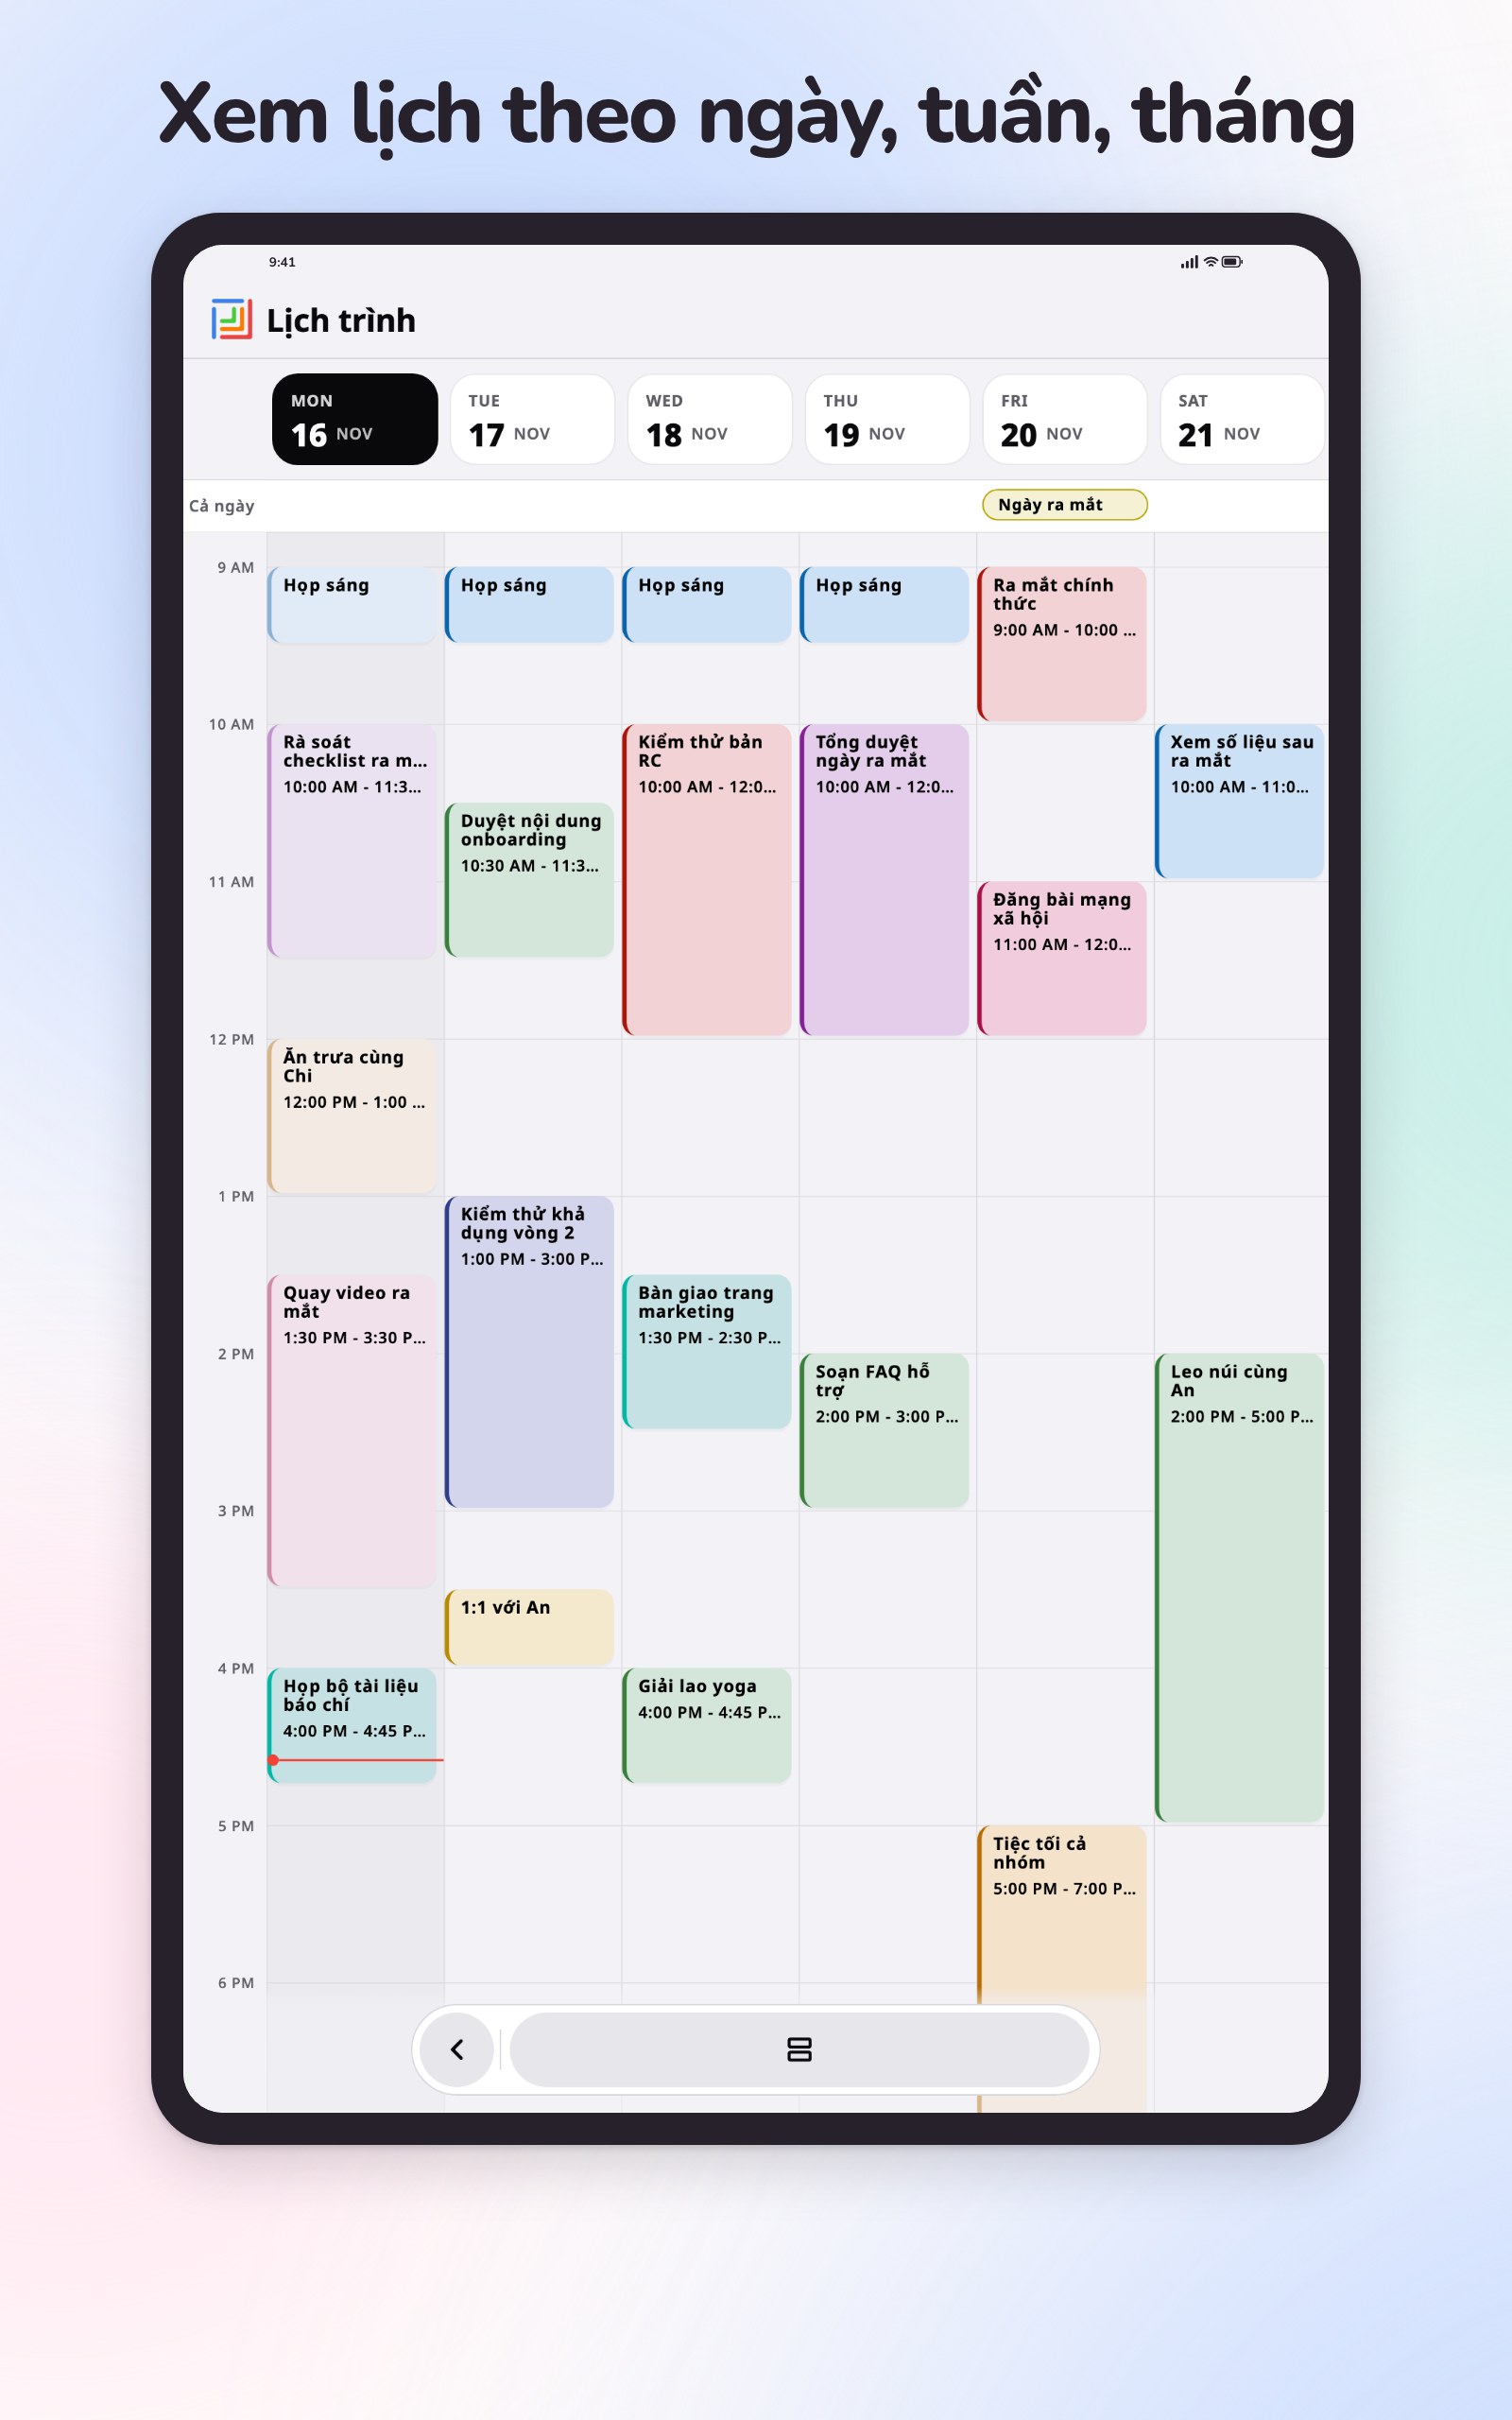 Xem lịch theo ngày, tuần, tháng
9:41
Lịch trình
MON
16 NOV
TUE
17 NOV
WED
18 NOV
THU
19 NOV
FRI
20 NOV
SAT
21 NOV
Cả ngày
Ngày ra mắt
9 AM
Họp sáng
Họp sáng
Họp sáng
Họp sáng
Ra mắt chính
thức
9:00 AM - 10:00 ...
10 AM
Rà soát
checklist ra m...
10:00 AM - 11:3...
Duyệt nội dung
onboarding
10:30 AM - 11:3...
Kiểm thử bản
RC
10:00 AM - 12:0...
Tổng duyệt
ngày ra mắt
10:00 AM - 12:0...
Xem số liệu sau
ra mắt
10:00 AM - 11:0...
11 AM
Đăng bài mạng
xã hội
11:00 AM - 12:0...
12 PM
Ăn trưa cùng
Chi
12:00 PM - 1:00 ...
1 PM
Kiểm thử khả
dụng vòng 2
1:00 PM - 3:00 P...
Quay video ra
mắt
1:30 PM - 3:30 P...
Bàn giao trang
marketing
1:30 PM - 2:30 P...
2 PM
Soạn FAQ hỗ
trợ
2:00 PM - 3:00 P...
Leo núi cùng
An
2:00 PM - 5:00 P...
3 PM
1:1 với An
4 PM
Họp bộ tài liệu
báo chí
4:00 PM - 4:45 P...
Giải lao yoga
4:00 PM - 4:45 P...
5 PM
Tiệc tối cả
nhóm
5:00 PM - 7:00 P...
6 PM